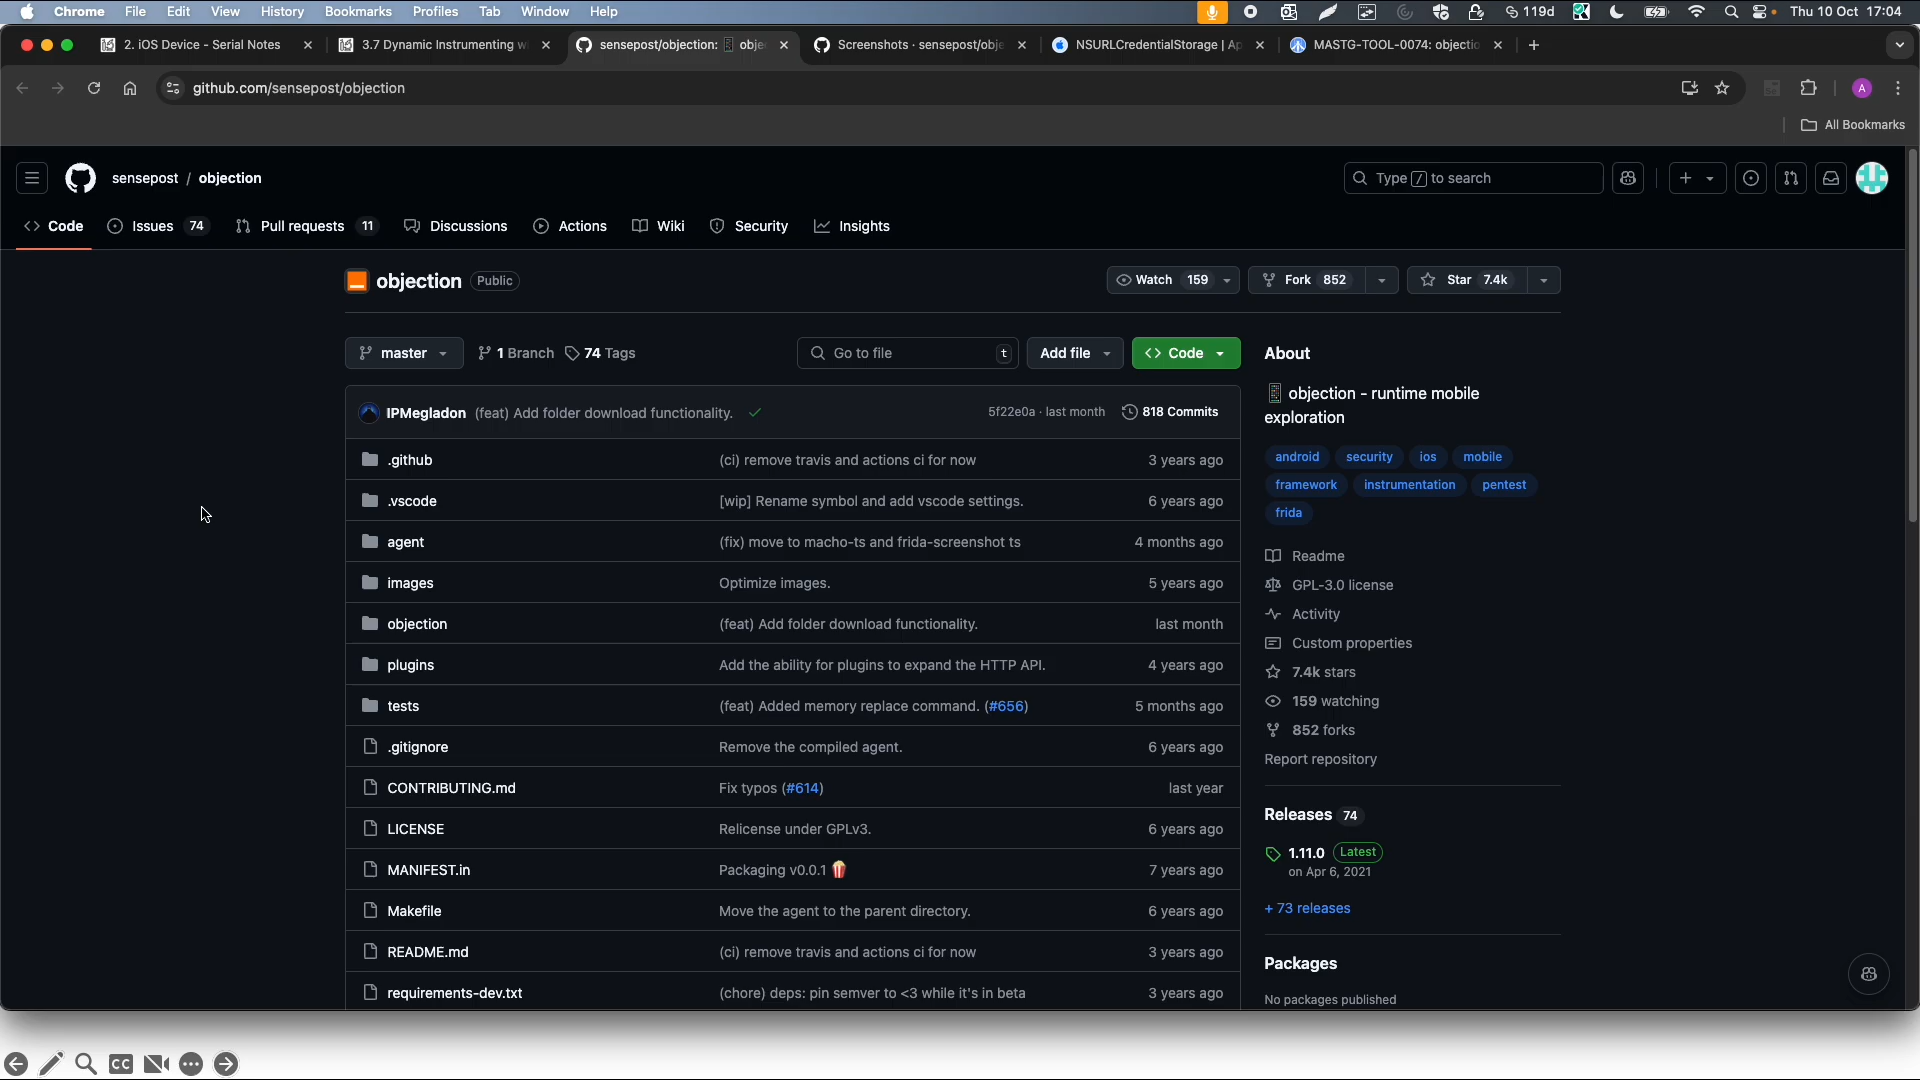 Chrome File Edit View History Bookmarks Profiles Tab Window Help 119d Thu 10 Oct 17:04
2. iOS Device - Serial Notes 3.7 Dynamic Instrumenting w sensepost/objection: obje Screenshots · sensepost/obje NSURLCredentialStorage | Ap MASTG-TOOL-0074: objectio
github.com/sensepost/objection A
All Bookmarks
sensepost / objection Type / to search
Code Issues 74 Pull requests 11 Discussions Actions Wiki Security Insights
objection Public Watch 159 Fork 852 Star 7.4k
master 1 Branch 74 Tags Go to file t Add file Code
IPMegladon (feat) Add folder download functionality. 5f22e0a · last month 818 Commits
.github (ci) remove travis and actions ci for now 3 years ago
.vscode [wip] Rename symbol and add vscode settings. 6 years ago
agent (fix) move to macho-ts and frida-screenshot ts 4 months ago
images Optimize images. 5 years ago
objection (feat) Add folder download functionality. last month
plugins Add the ability for plugins to expand the HTTP API. 4 years ago
tests (feat) Added memory replace command. (#656) 5 months ago
.gitignore Remove the compiled agent. 6 years ago
CONTRIBUTING.md Fix typos (#614) last year
LICENSE Relicense under GPLv3. 6 years ago
MANIFEST.in Packaging v0.0.1 🍿 7 years ago
Makefile Move the agent to the parent directory. 6 years ago
README.md (ci) remove travis and actions ci for now 3 years ago
requirements-dev.txt (chore) deps: pin semver to <3 while it's in beta 3 years ago
About
objection - runtime mobile
exploration
android security ios mobile
framework instrumentation pentest
frida
Readme
GPL-3.0 license
Activity
Custom properties
7.4k stars
159 watching
852 forks
Report repository
Releases 74
1.11.0 Latest
on Apr 6, 2021
+ 73 releases
Packages
No packages published
CC